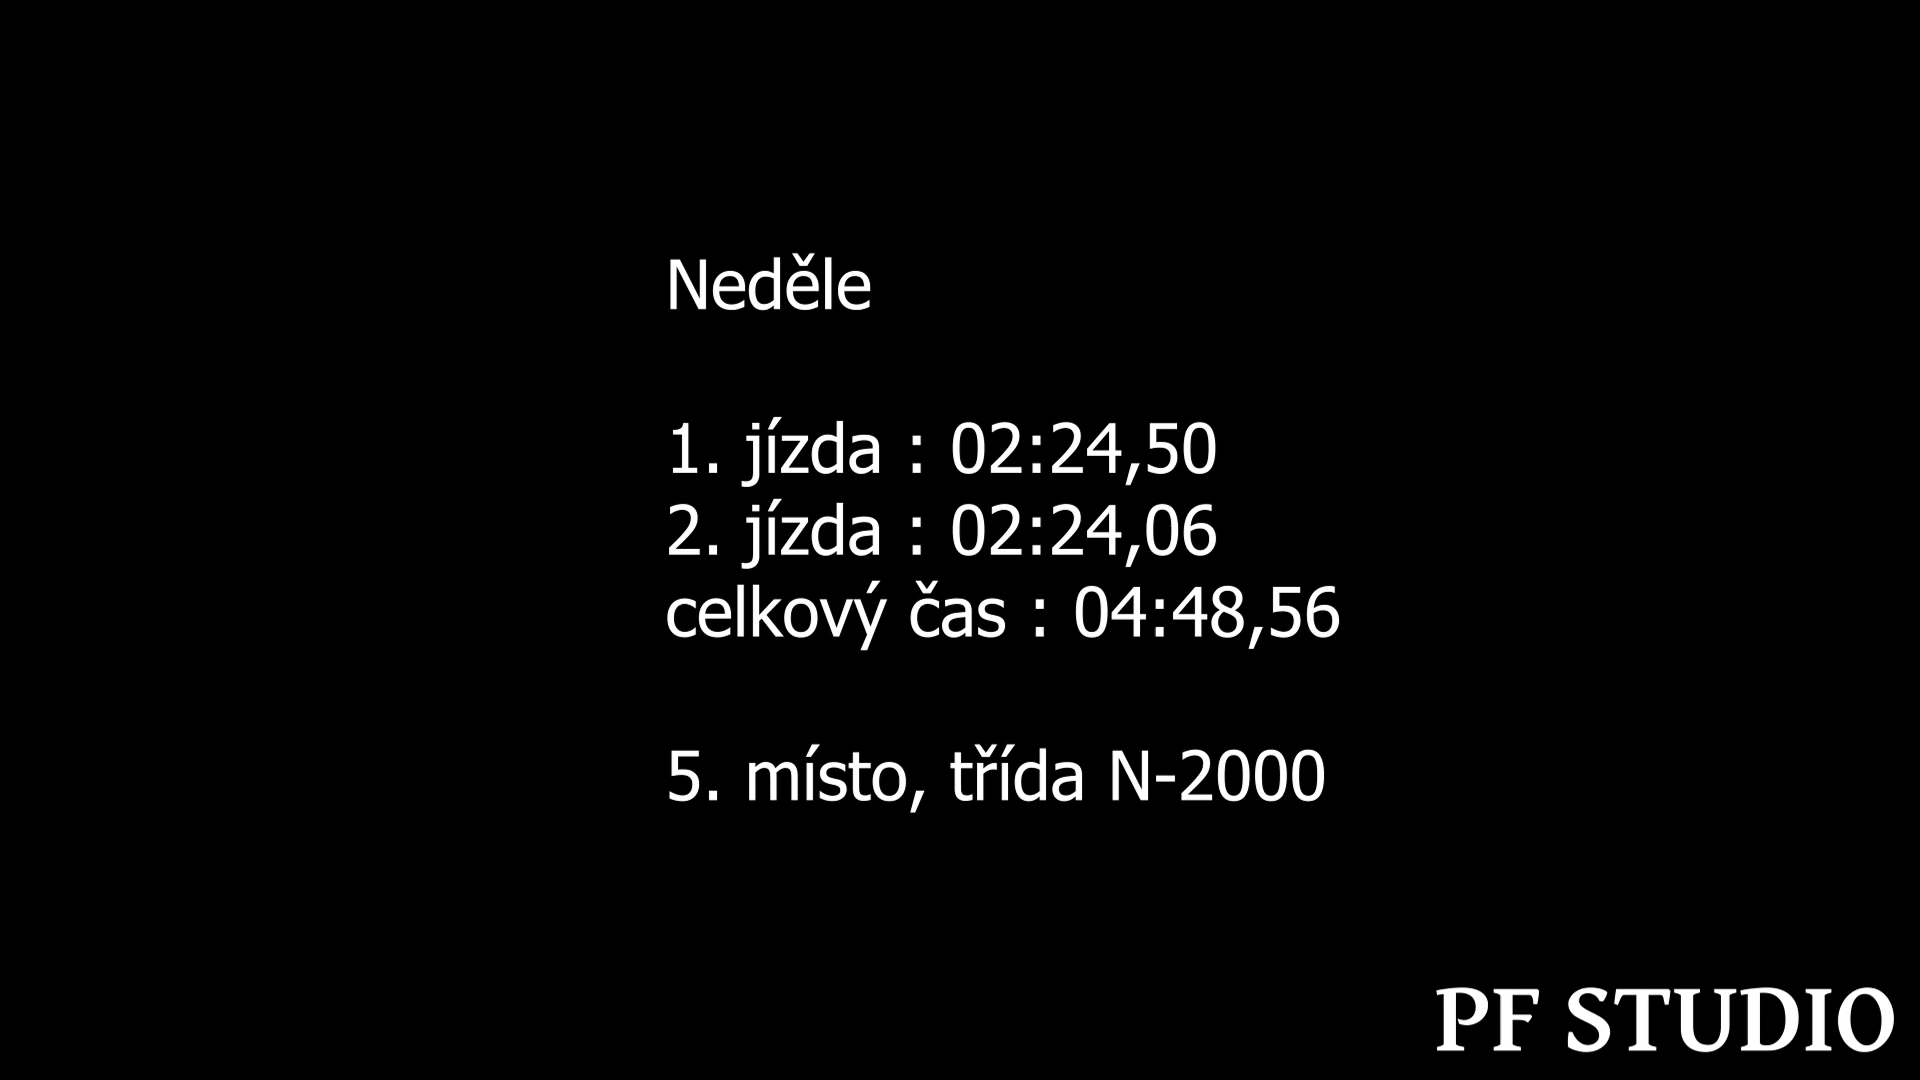 Neděle
1. jízda : 02:24,50
2. jízda : 02:24,06
celkový čas : 04:48,56
5. místo, třída N-2000
PF STUDIO